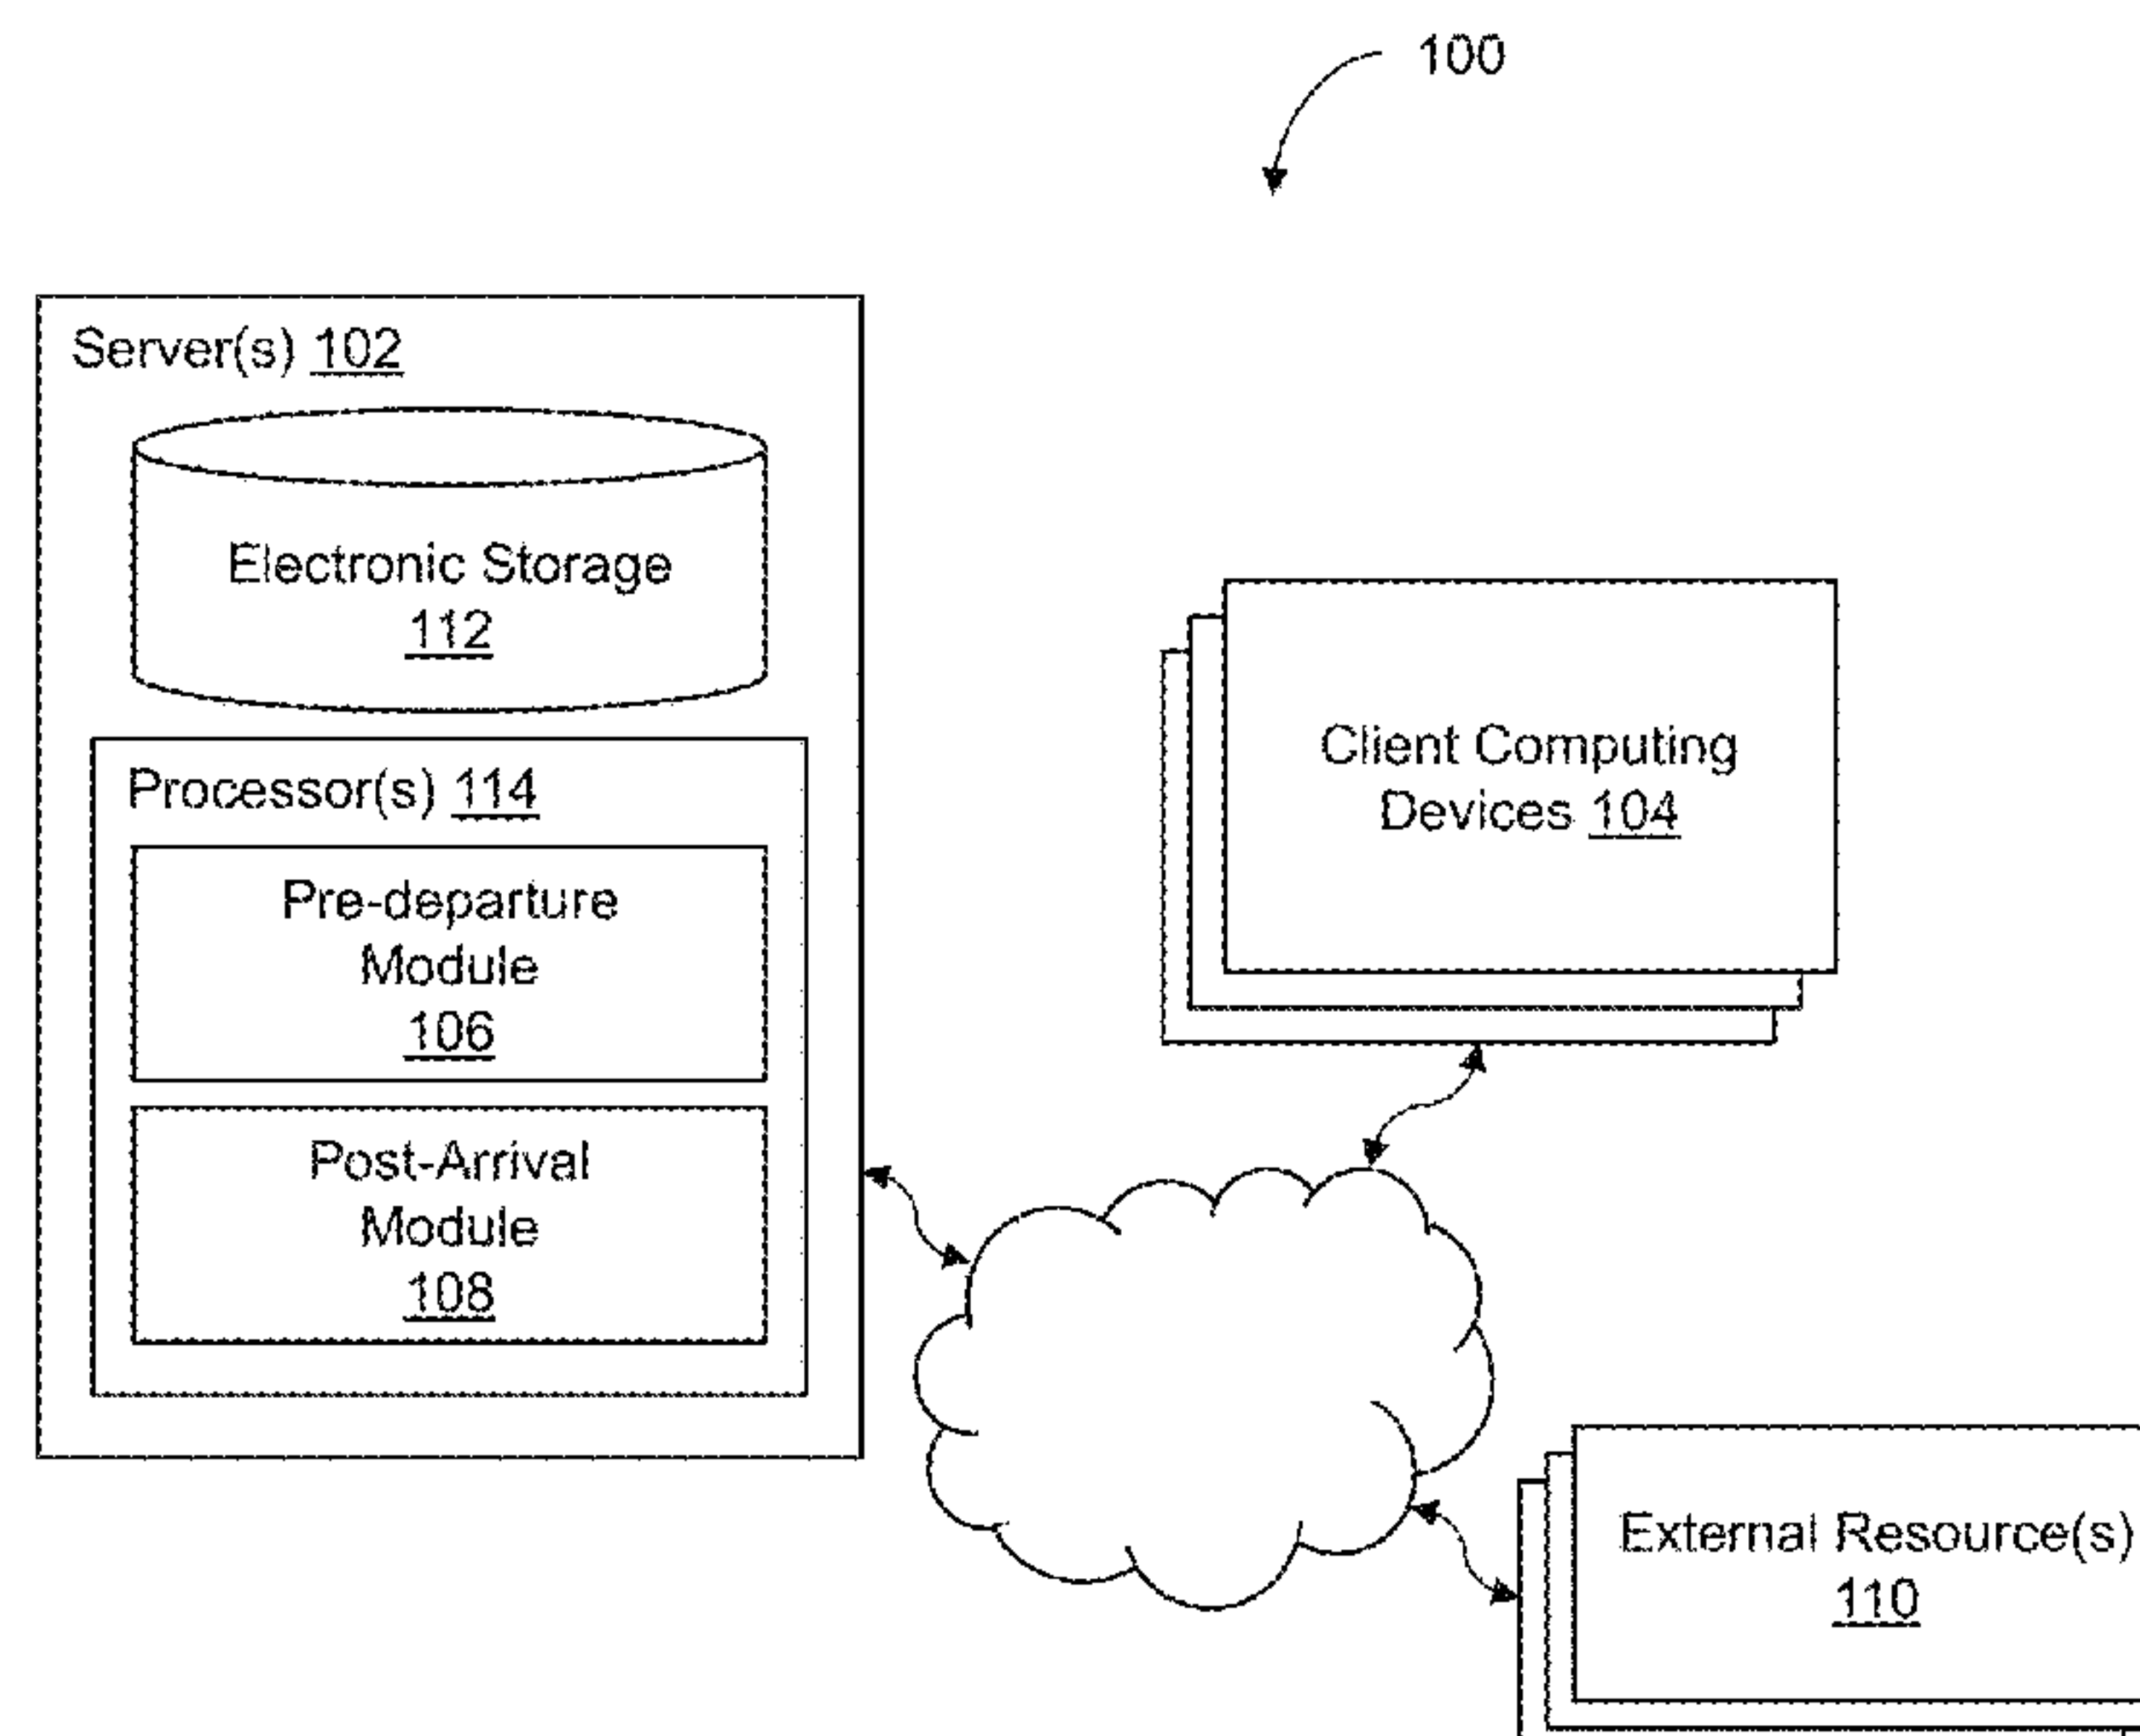 100
Server(s) 102
Electronic Storage
112
Processor(s) 114
Pre-departure
Module
106
Post-Arrival
Module
108
Client Computing
Devices 104
External Resource(s)
110